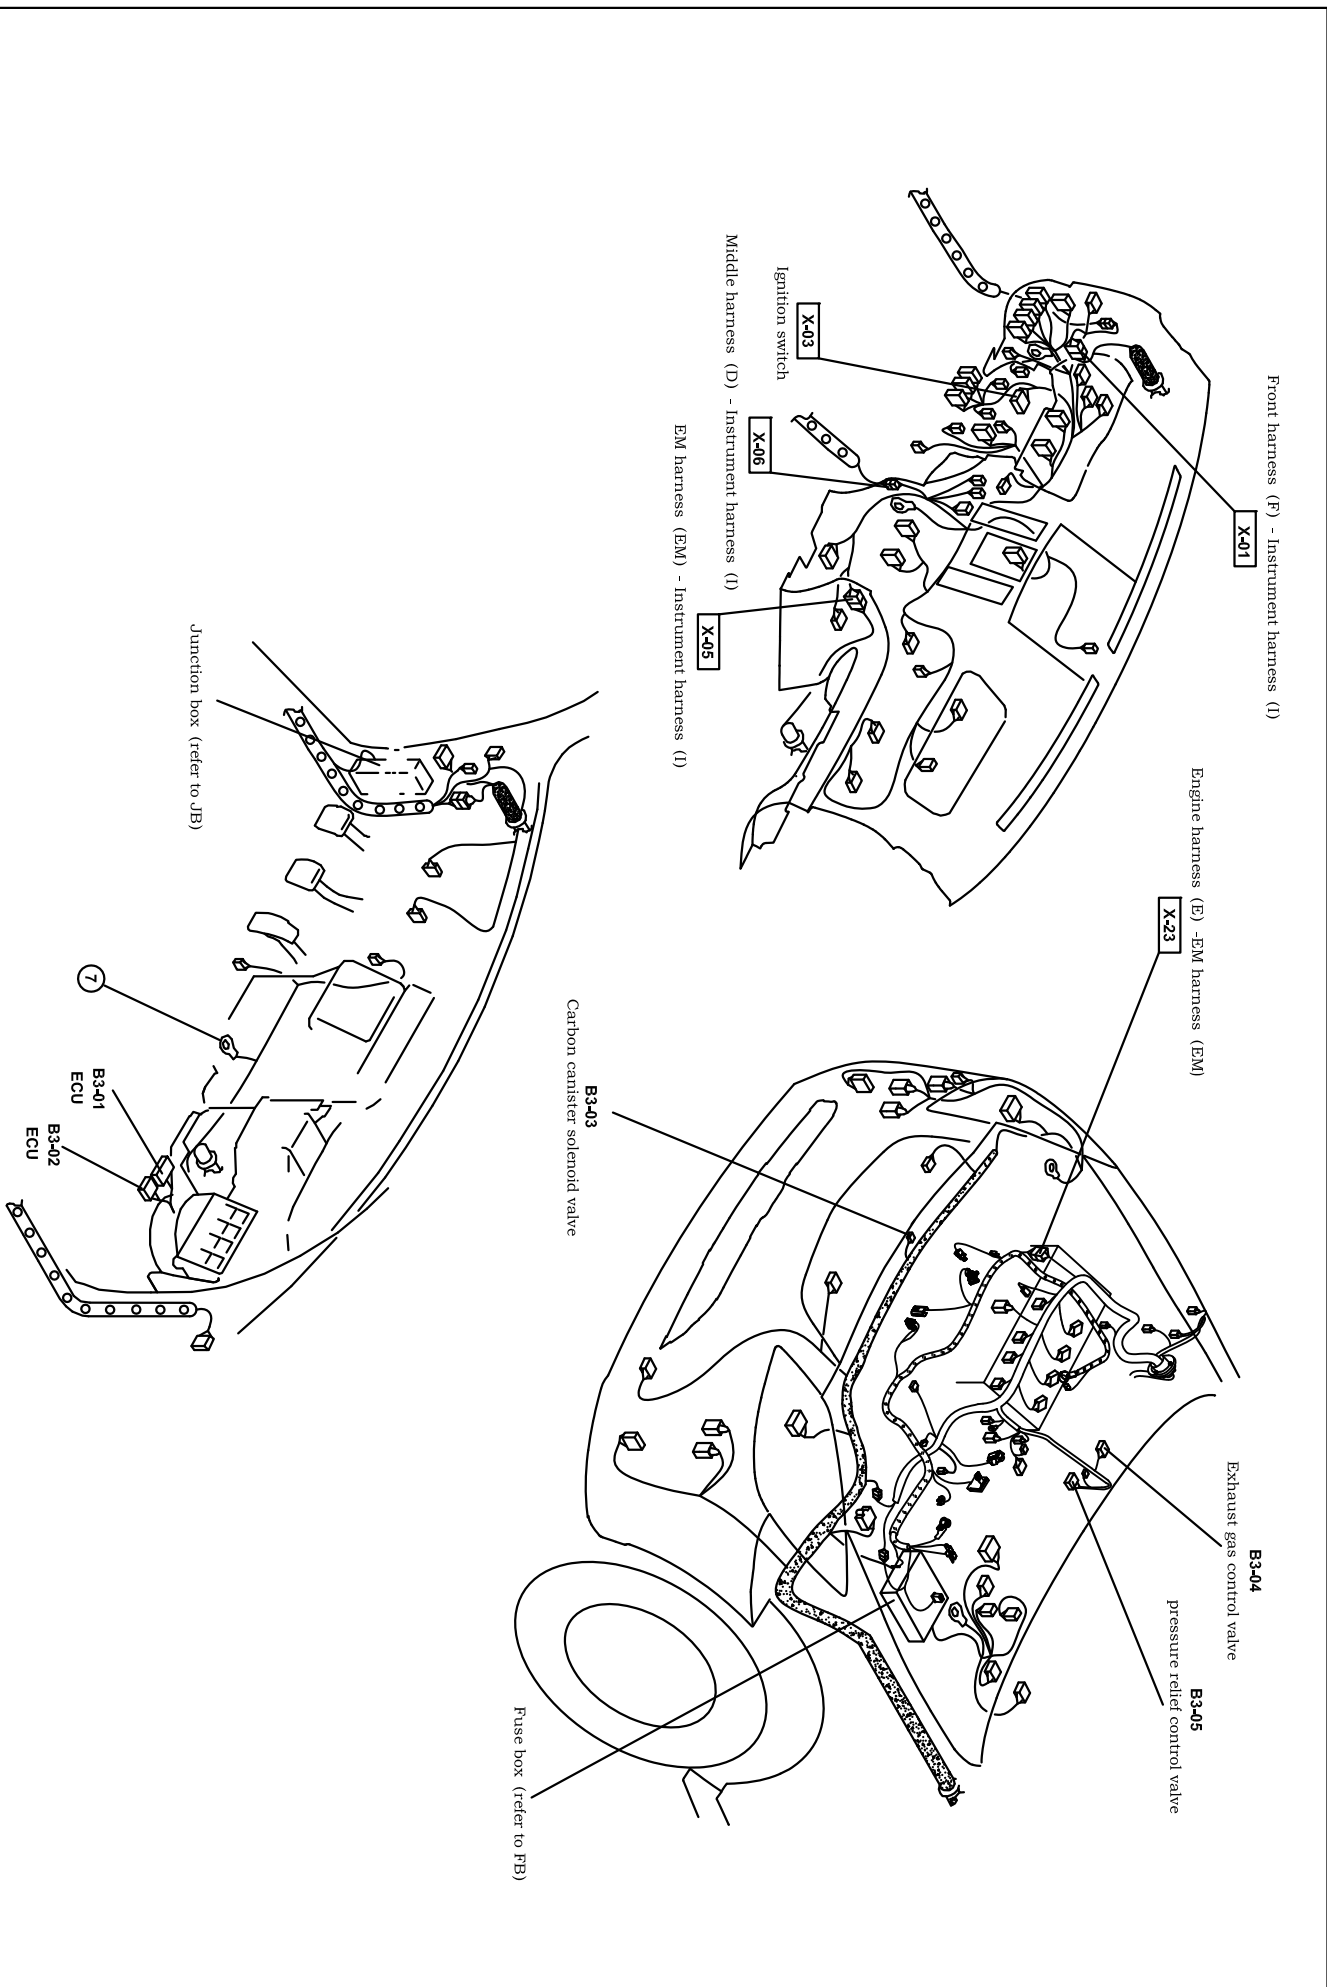 Front harness (F) - Instrument harness (I)
X-01
Ignition switch
X-03
Middle harness (D) - Instrument harness (I)
X-06
EM harness (EM) - Instrument harness (I)
X-05
Engine harness (E) -EM harness (EM)
X-23
B3-04
Exhaust gas control valve
B3-05
pressure relief control valve
B3-03
Carbon canister solenoid valve
Fuse box (refer to FB)
Junction box (refer to JB)
7
B3-01
ECU
B3-02
ECU